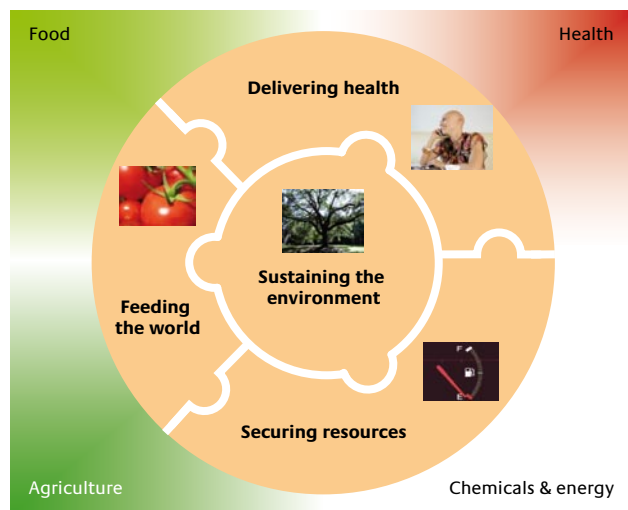 Food
Health
Delivering health
Sustaining the
environment
Feeding
the world
F
E
Securing resources
Agriculture
Chemicals & energy